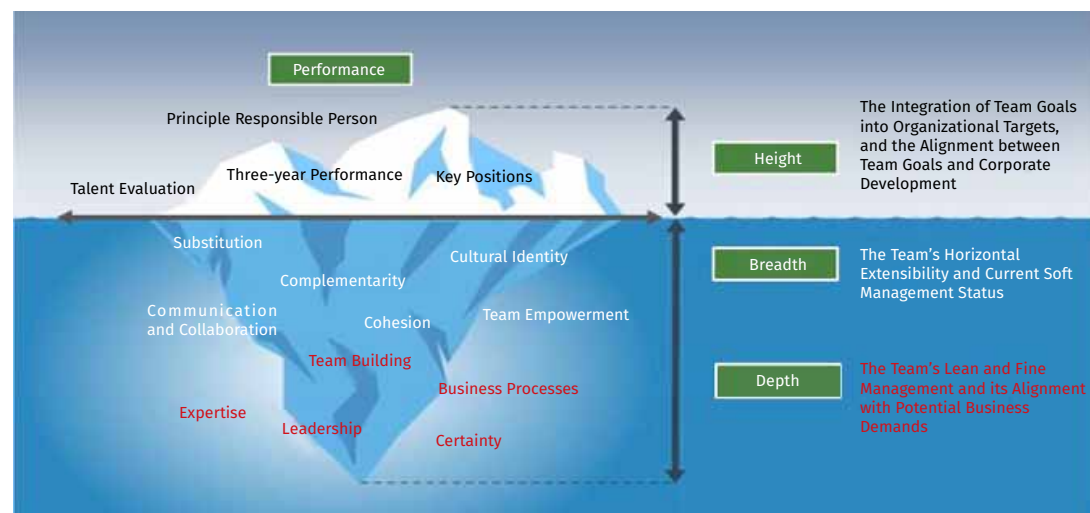 Performance
Principle Responsible Person
Three-year Performance
Key Positions
Talent Evaluation
Height
The Integration of Team Goals
into Organizational Targets,
and the Alignment between
Team Goals and Corporate
Development
Substitution
Cultural Identity
Complementarity
Communication
and Collaboration
Cohesion
Team Empowerment
Breadth
The Team’s Horizontal
Extensibility and Current Soft
Management Status
Team Building
Business Processes
Expertise
Leadership
Certainty
Depth
The Team’s Lean and Fine
Management and its Alignment
with Potential Business
Demands